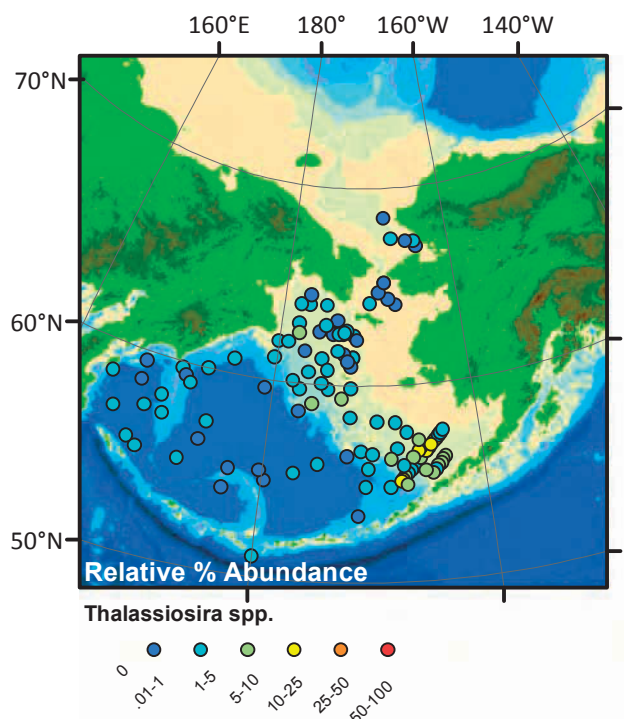 160°E 180° 160°W 140°W
70°N
60°N
50°N
Relative % Abundance
Thalassiosira spp.
0 .01-1 1-5 5-10 10-25 25-50 50-100